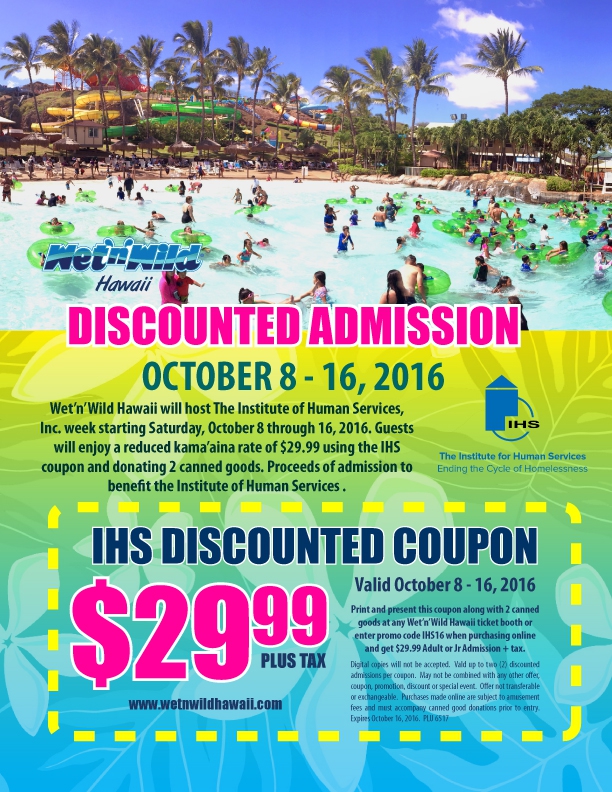 Wet'n'Wild
Hawaii
DISCOUNTED ADMISSION
OCTOBER 8 - 16, 2016
Wet'n'Wild Hawaii will host The Institute of Human Services,
Inc. week starting Saturday, October 8 through 16, 2016. Guests
will enjoy a reduced kama'aina rate of $29.99 using the IHS
coupon and donating 2 canned goods. Proceeds of admission to
benefit the Institute of Human Services .
IHS
The Institute for Human Services
Ending the Cycle of Homelessness
IHS DISCOUNTED COUPON
$2999
PLUS TAX
www.wetnwildhawaii.com
Valid October 8 - 16, 2016
Print and present this coupon along with 2 canned
goods at any Wet'n'Wild Hawaii ticket booth or
enter promo code IHS16 when purchasing online
and get $29.99 Adult or Jr Admission + tax.
Digital copies will not be accepted. Vald up to two (2) discounted
admissions per coupon. May not be combined with any other offer,
coupon, promotion, discount or special event. Offer not transferable
or exchangeable. Purchases made online are subject to amusement
fees and must accompany canned good donations prior to entry.
Expires October 16, 2016. PLU 6517